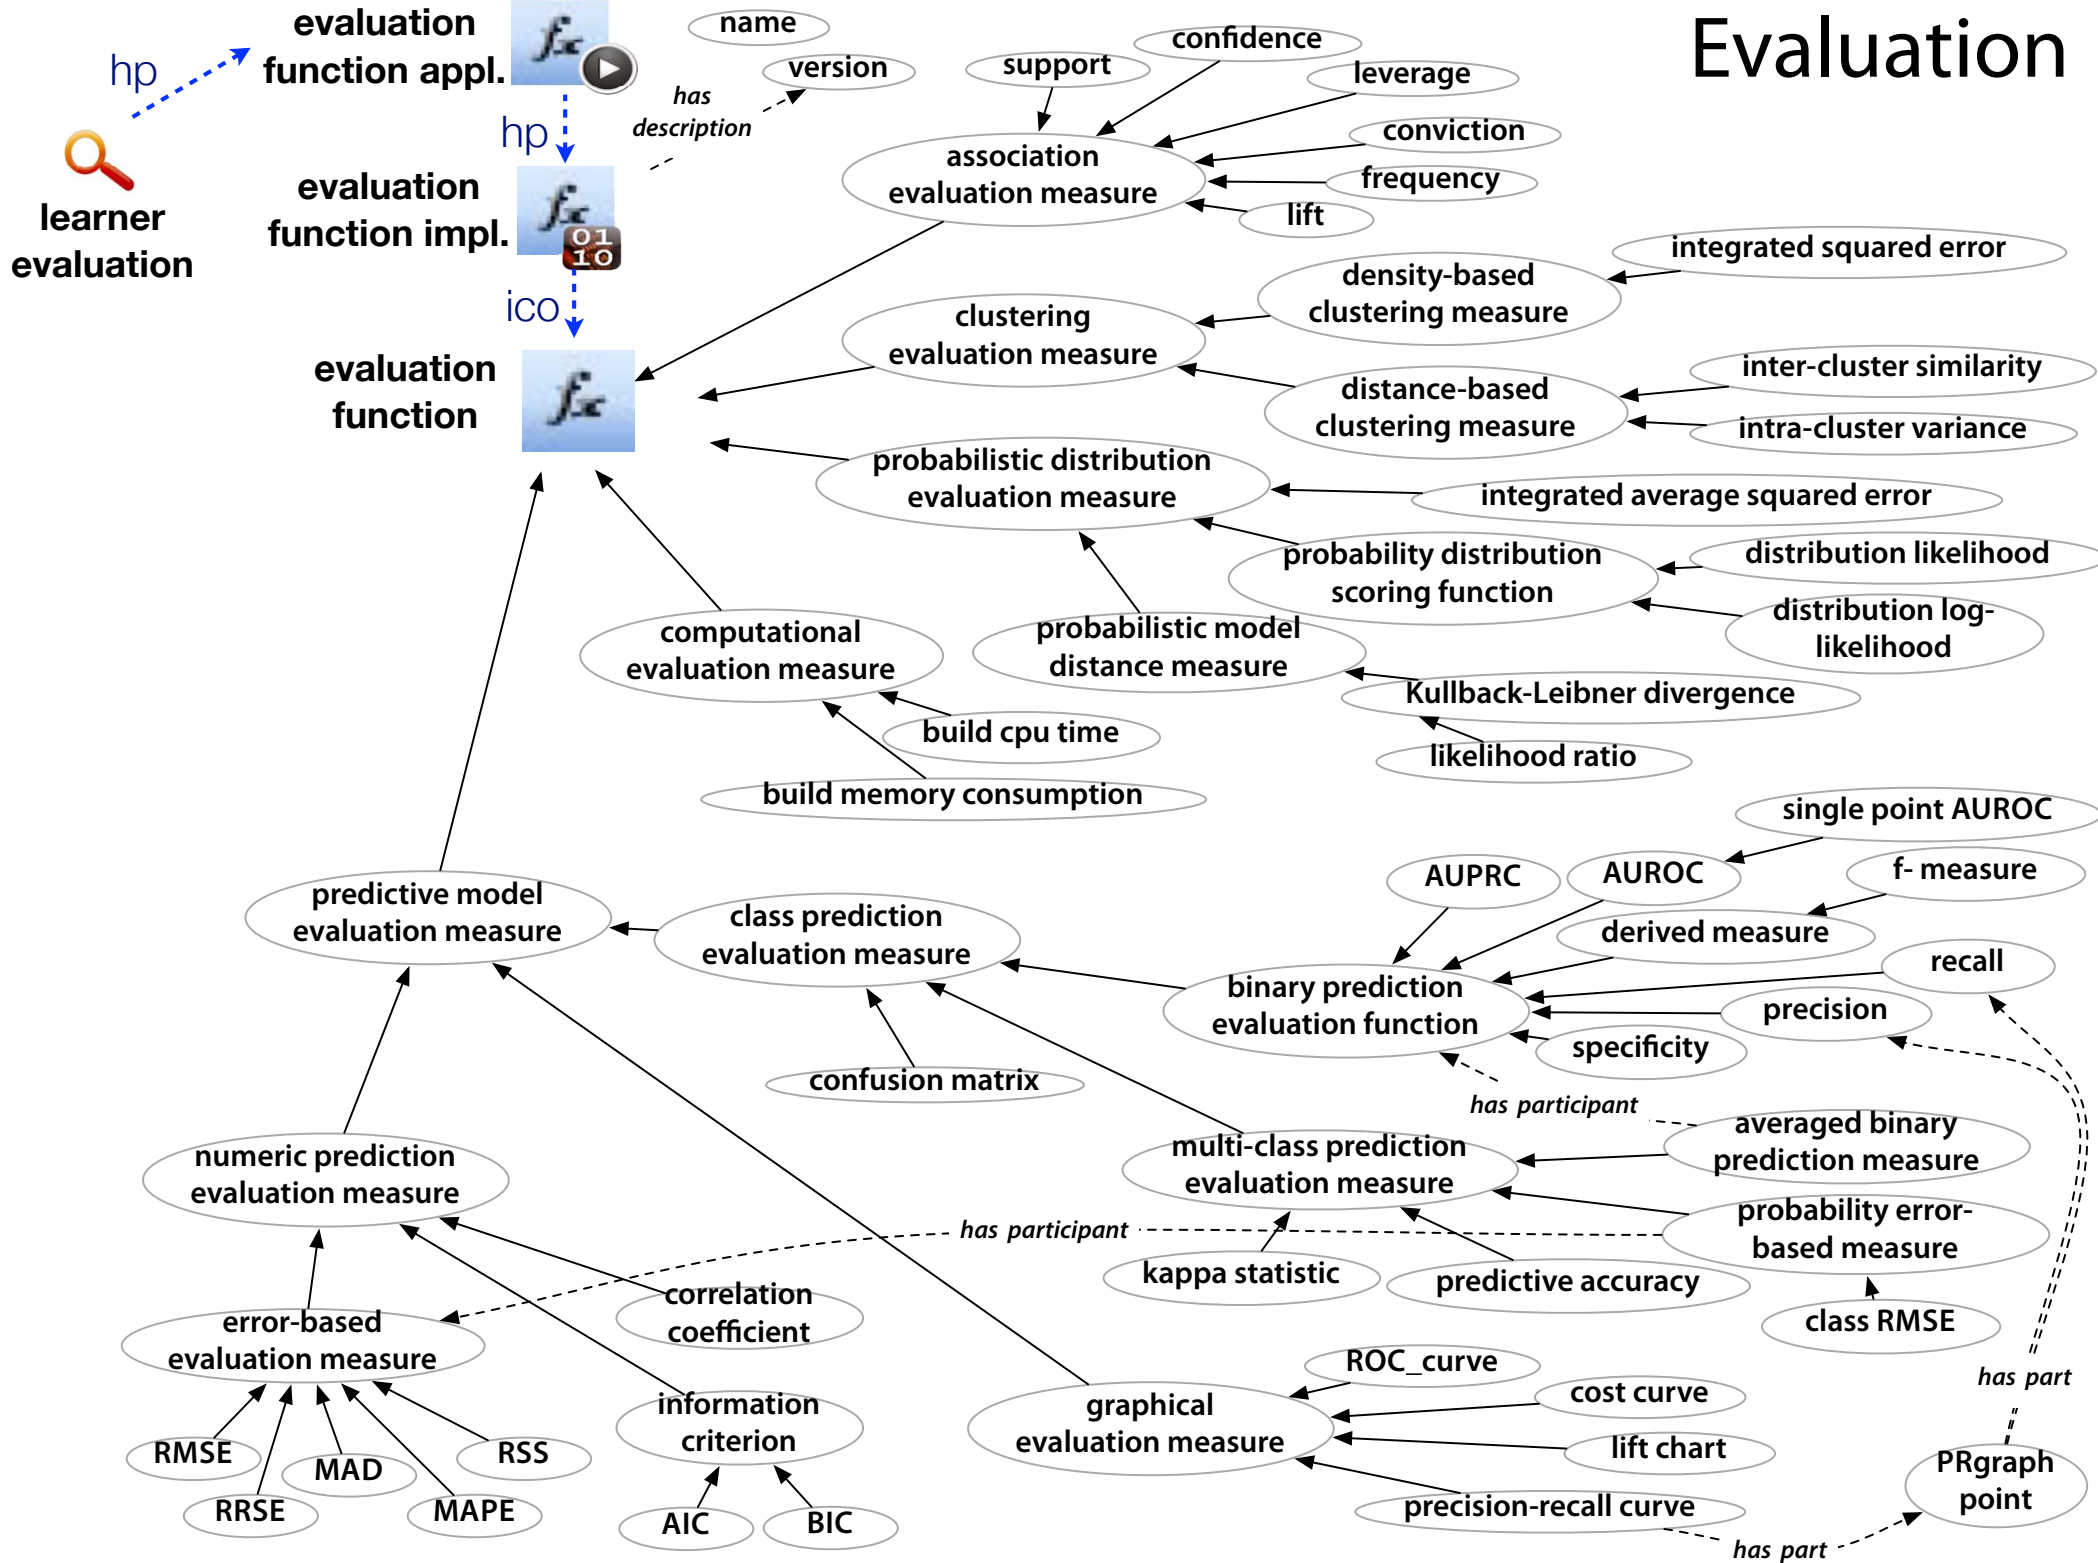 Evaluation
evaluation
function appl.
hp
learner
evaluation
hp
evaluation
function impl.
01
10
ico
evaluation
function
name
version
has
description
support
confidence
leverage
conviction
frequency
lift
association
evaluation measure
clustering
evaluation measure
density-based
clustering measure
integrated squared error
distance-based
clustering measure
inter-cluster similarity
intra-cluster variance
probabilistic distribution
evaluation measure
integrated average squared error
probability distribution
scoring function
distribution likelihood
distribution log-
likelihood
probabilistic model
distance measure
Kullback-Leibner divergence
likelihood ratio
computational
evaluation measure
build cpu time
build memory consumption
predictive model
evaluation measure
class prediction
evaluation measure
confusion matrix
AUPRC
AUROC
single point AUROC
f- measure
derived measure
recall
precision
specificity
binary prediction
evaluation function
has participant
averaged binary
prediction measure
multi-class prediction
evaluation measure
probability error-
based measure
class RMSE
kappa statistic
predictive accuracy
has participant
numeric prediction
evaluation measure
correlation
coefficient
error-based
evaluation measure
RMSE
RRSE
MAD
MAPE
RSS
information
criterion
AIC
BIC
graphical
evaluation measure
ROC_curve
cost curve
lift chart
precision-recall curve
has part
PRgraph
point
has part